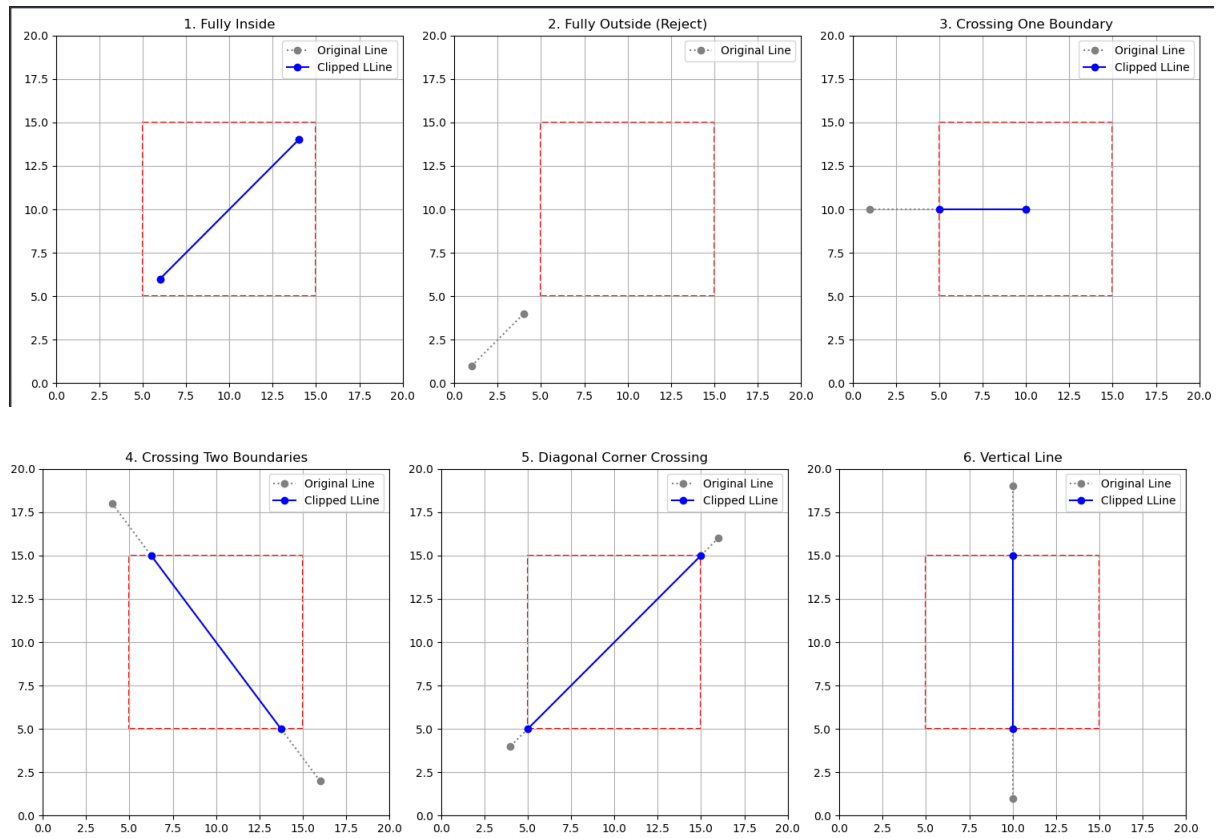 1. Fully Inside
2. Fully Outside (Reject)
3. Crossing One Boundary
20.0
17.5
15.0
12.5
10.0
7.5
5.0
2.5
0.0
Original Line
Clipped LLine
0.0 2.5 5.0 7.5 10.0 12.5 15.0 17.5 20.0
20.0
17.5
15.0
12.5
10.0
7.5
5.0
2.5
0.0
Original Line
0.0 2.5 5.0 7.5 10.0 12.5 15.0 17.5 20.0
20.0
17.5
15.0
12.5
10.0
7.5
5.0
2.5
0.0
Original Line
Clipped LLine
0.0 2.5 5.0 7.5 10.0 12.5 15.0 17.5 20.0
4. Crossing Two Boundaries
5. Diagonal Corner Crossing
6. Vertical Line
20.0
17.5
15.0
12.5
10.0
7.5
5.0
2.5
0.0
Original Line
Clipped LLine
0.0 2.5 5.0 7.5 10.0 12.5 15.0 17.5 20.0
20.0
17.5
15.0
12.5
10.0
7.5
5.0
2.5
0.0
Original Line
Clipped LLine
0.0 2.5 5.0 7.5 10.0 12.5 15.0 17.5 20.0
20.0
17.5
15.0
12.5
10.0
7.5
5.0
2.5
0.0
Original Line
Clipped LLine
0.0 2.5 5.0 7.5 10.0 12.5 15.0 17.5 20.0